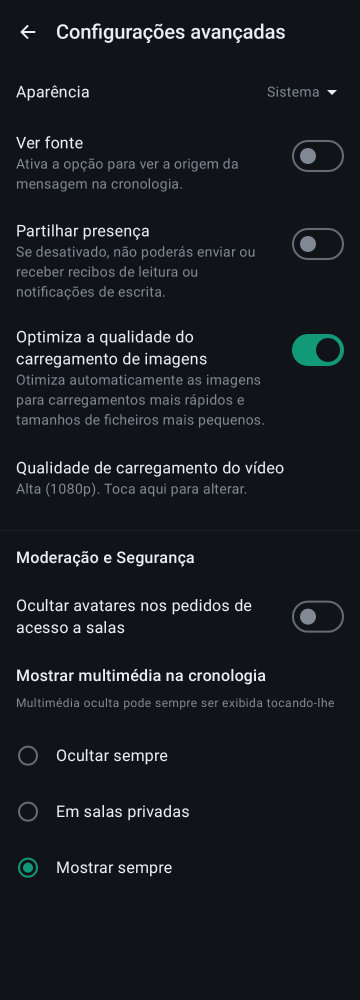 Configurações avançadas
Aparência
Sistema
Ver fonte
Ativa a opção para ver a origem da
mensagem na cronologia.
Partilhar presença
Se desativado, não poderás enviar ou
receber recibos de leitura ou
notificações de escrita.
Optimiza a qualidade do
carregamento de imagens
Otimiza automaticamente as imagens
para carregamentos mais rápidos e
tamanhos de ficheiros mais pequenos.
Qualidade de carregamento do vídeo
Alta (1080p). Toca aqui para alterar.
Moderação e Segurança
Ocultar avatares nos pedidos de
acesso a salas
Mostrar multimédia na cronologia
Multimédia oculta pode sempre ser exibida tocando-lhe
Ocultar sempre
Em salas privadas
Mostrar sempre